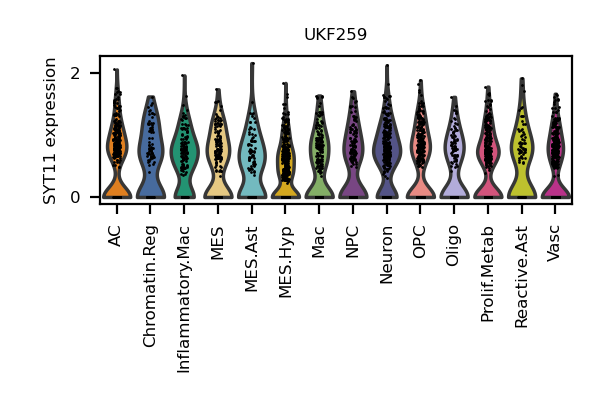 UKF259
SYT11 expression
2
0
AC
Chromatin.Reg
Inflammatory.Mac
MES
MES.Ast
MES.Hyp
Mac
NPC
Neuron
OPC
Oligo
Prolif.Metab
Reactive.Ast
Vasc